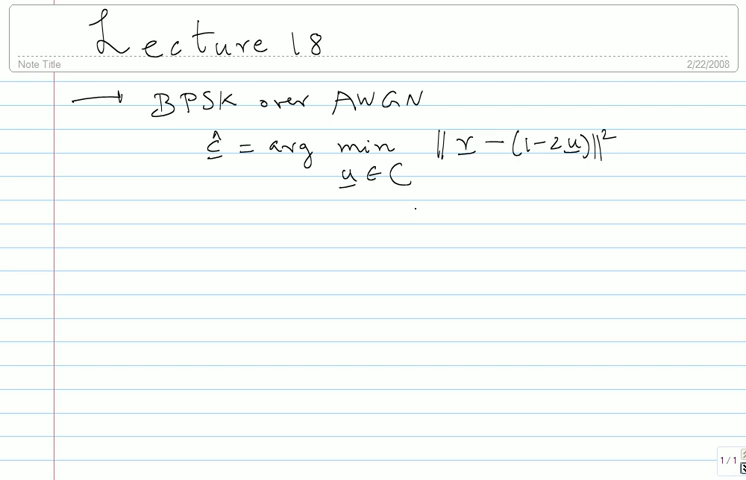 Lecture 18
Note Title
2/22/2008
→ BPSK over AWGN
ĉ = arg min ‖ r − (1−2u)‖²
u ∈ C
1 / 1